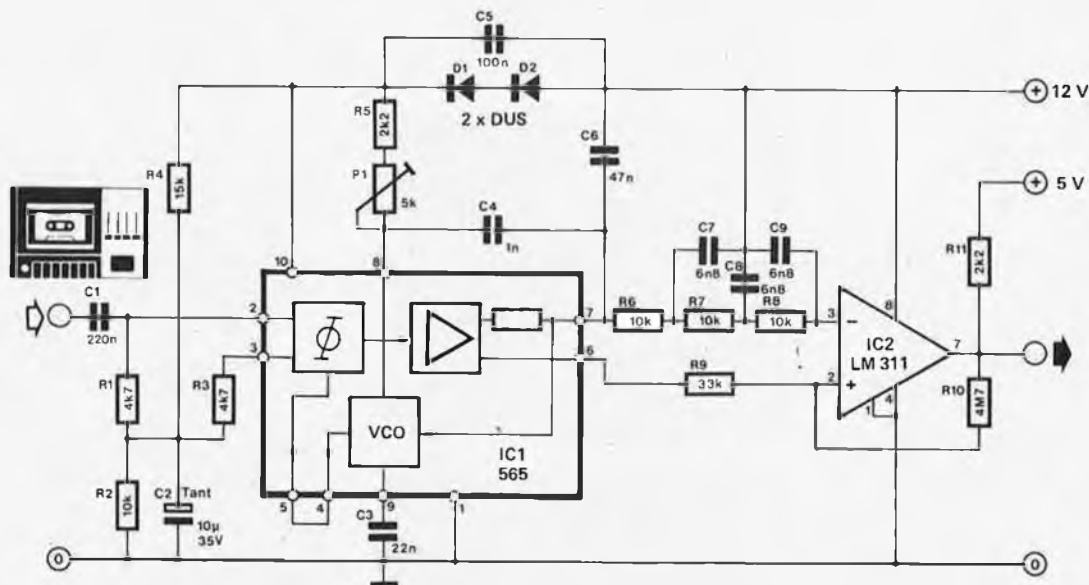 C5
100n
D1
D2
2 x DUS
+
12 V
R5
2k2
C6
47n
R4
15k
P1
5k
C4
1n
+
5 V
C7
6n8
C9
6n8
C8
6n8
R11
2k2
10
8
C1
220n
2
3
ϕ
7
6
R6
10k
R7
10k
R8
10k
3
−
8
IC2
LM 311
7
R9
33k
2
+
1
4
R10
4M7
R1
4k7
R3
4k7
VCO
IC1
565
R2
10k
C2
Tant
10µ
35V
5
4
9
1
C3
22n
0
0